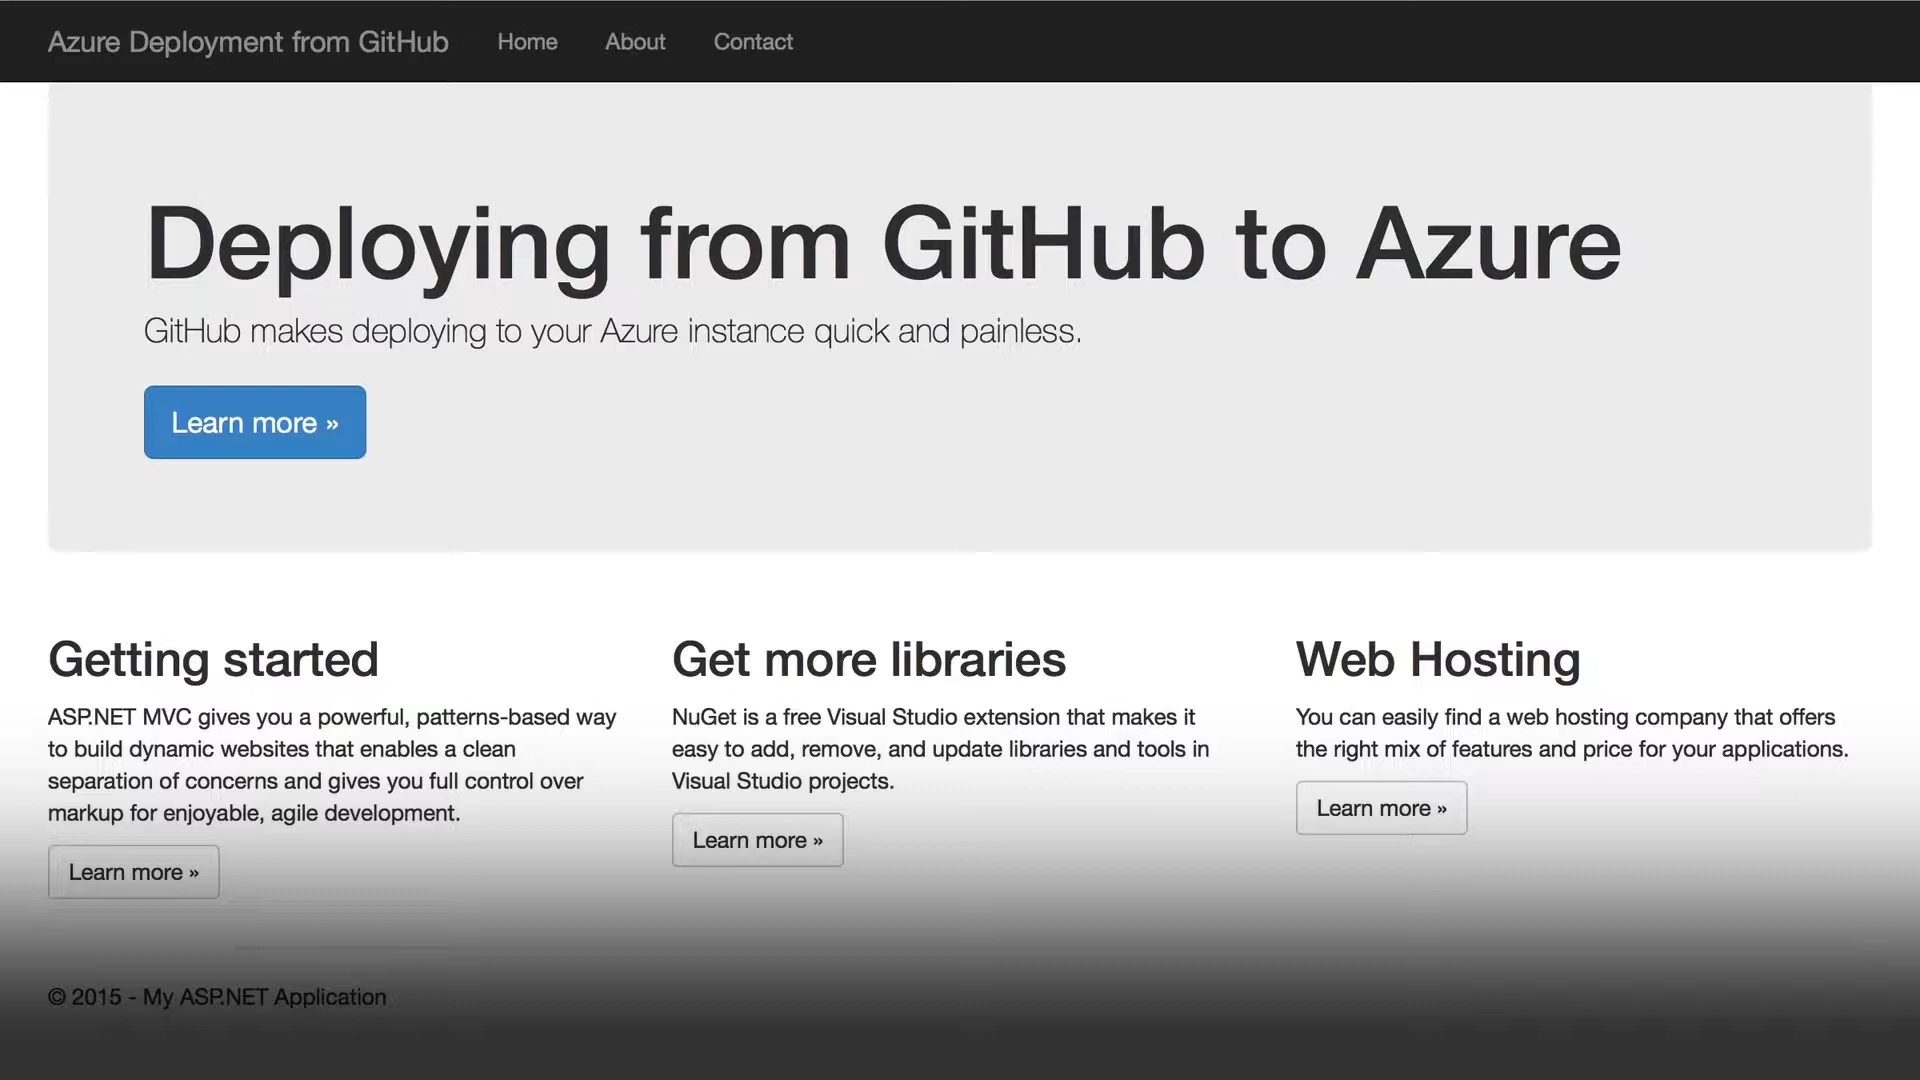 Azure Deployment from GitHub Home About Contact
Deploying from GitHub to Azure
GitHub makes deploying to your Azure instance quick and painless.
Learn more »
Getting started
ASP.NET MVC gives you a powerful, patterns-based way
to build dynamic websites that enables a clean
separation of concerns and gives you full control over
markup for enjoyable, agile development.
Learn more »
Get more libraries
NuGet is a free Visual Studio extension that makes it
easy to add, remove, and update libraries and tools in
Visual Studio projects.
Learn more »
Web Hosting
You can easily find a web hosting company that offers
the right mix of features and price for your applications.
Learn more »
© 2015 - My ASP.NET Application